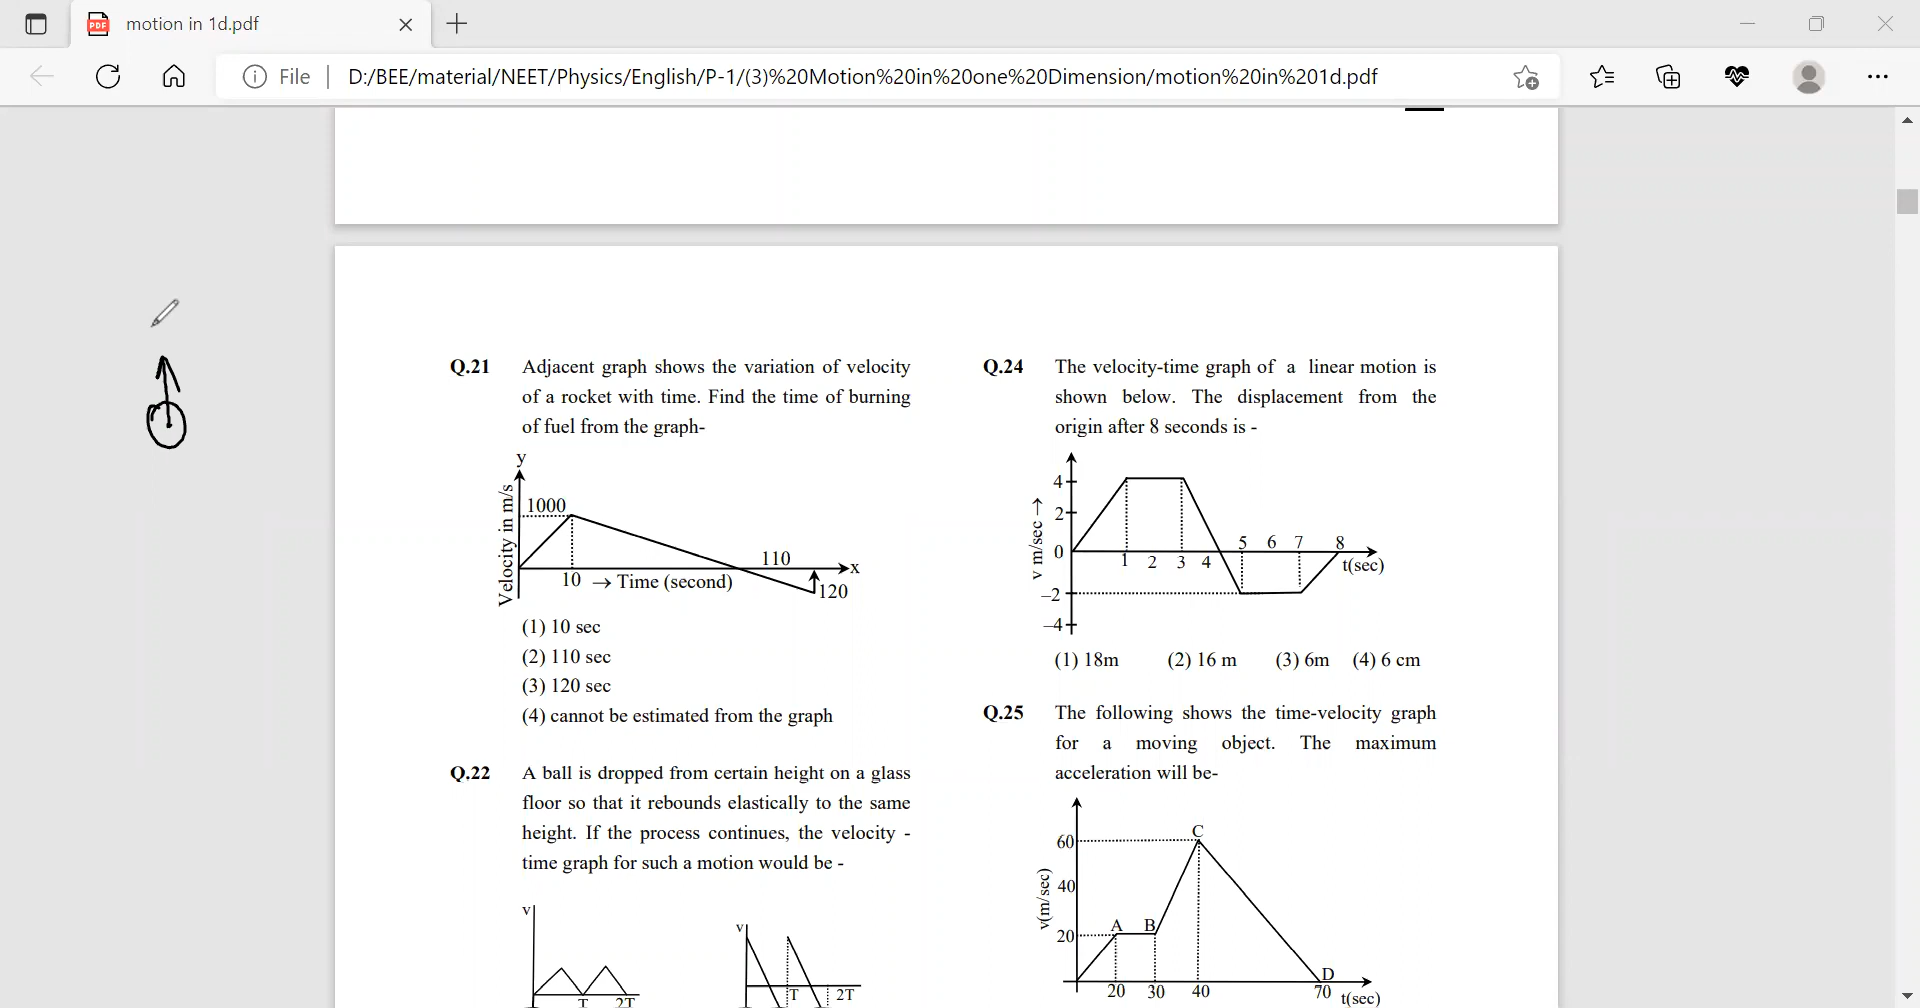 motion in 1d.pdf
File
D:/BEE/material/NEET/Physics/English/P-1/(3)%20Motion%20in%20one%20Dimension/motion%20in%201d.pdf
Q.21 Adjacent graph shows the variation of velocity
of a rocket with time. Find the time of burning
of fuel from the graph-
y
1000
Velocity in m/s
110
x
10 → Time (second)
120
(1) 10 sec
(2) 110 sec
(3) 120 sec
(4) cannot be estimated from the graph
Q.22 A ball is dropped from certain height on a glass
floor so that it rebounds elastically to the same
height. If the process continues, the velocity -
time graph for such a motion would be -
v
T 2T
v
T 2T
Q.24 The velocity-time graph of a linear motion is
shown below. The displacement from the
origin after 8 seconds is -
4
2
0
–2
–4
v m/sec →
5 6 7 8
1 2 3 4
t(sec)
(1) 18m (2) 16 m (3) 6m (4) 6 cm
Q.25 The following shows the time-velocity graph
for a moving object. The maximum
acceleration will be-
C
60
40
20
v(m/sec)
A B
D
20 30 40 70 t(sec)